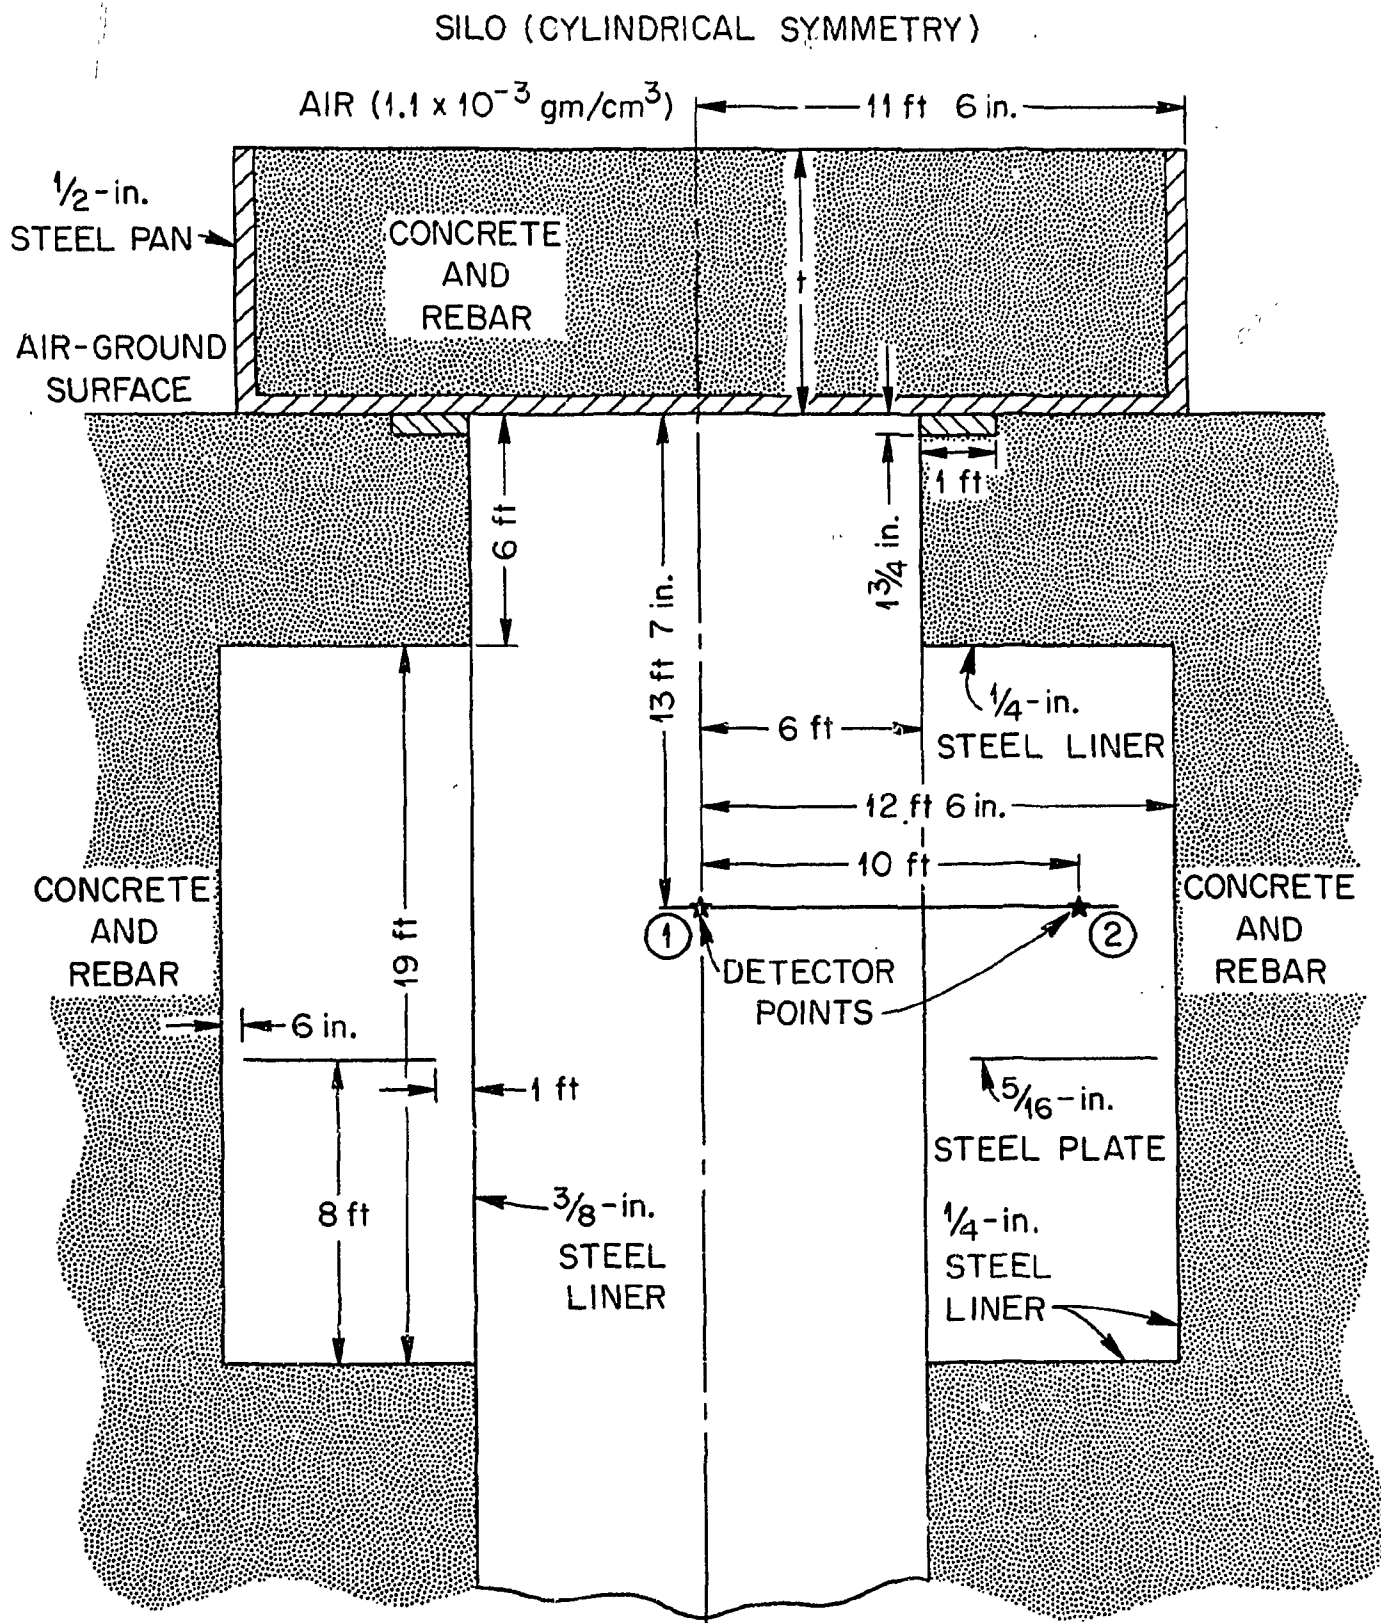 SILO (CYLINDRICAL SYMMETRY)
AIR (1.1 x 10⁻³ gm/cm³)
11 ft 6 in.
1/2-in.
STEEL PAN
CONCRETE
AND
REBAR
t
AIR-GROUND
SURFACE
6 ft
13 ft 7 in.
1 3/4 in.
1 ft
1/4-in.
STEEL LINER
6 ft
12 ft 6 in.
10 ft
CONCRETE
AND
REBAR
19 ft
1
2
DETECTOR
POINTS
CONCRETE
AND
REBAR
6 in.
1 ft
5/16-in.
STEEL PLATE
8 ft
3/8-in.
STEEL
LINER
1/4-in.
STEEL
LINER